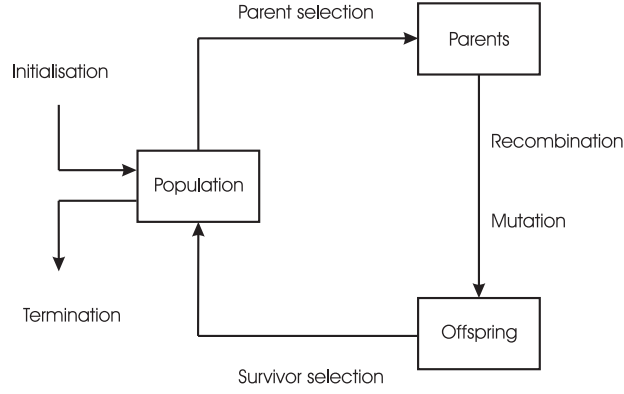 Parent selection
Parents
Initialisation
Recombination
Population
Mutation
Termination
Offspring
Survivor selection